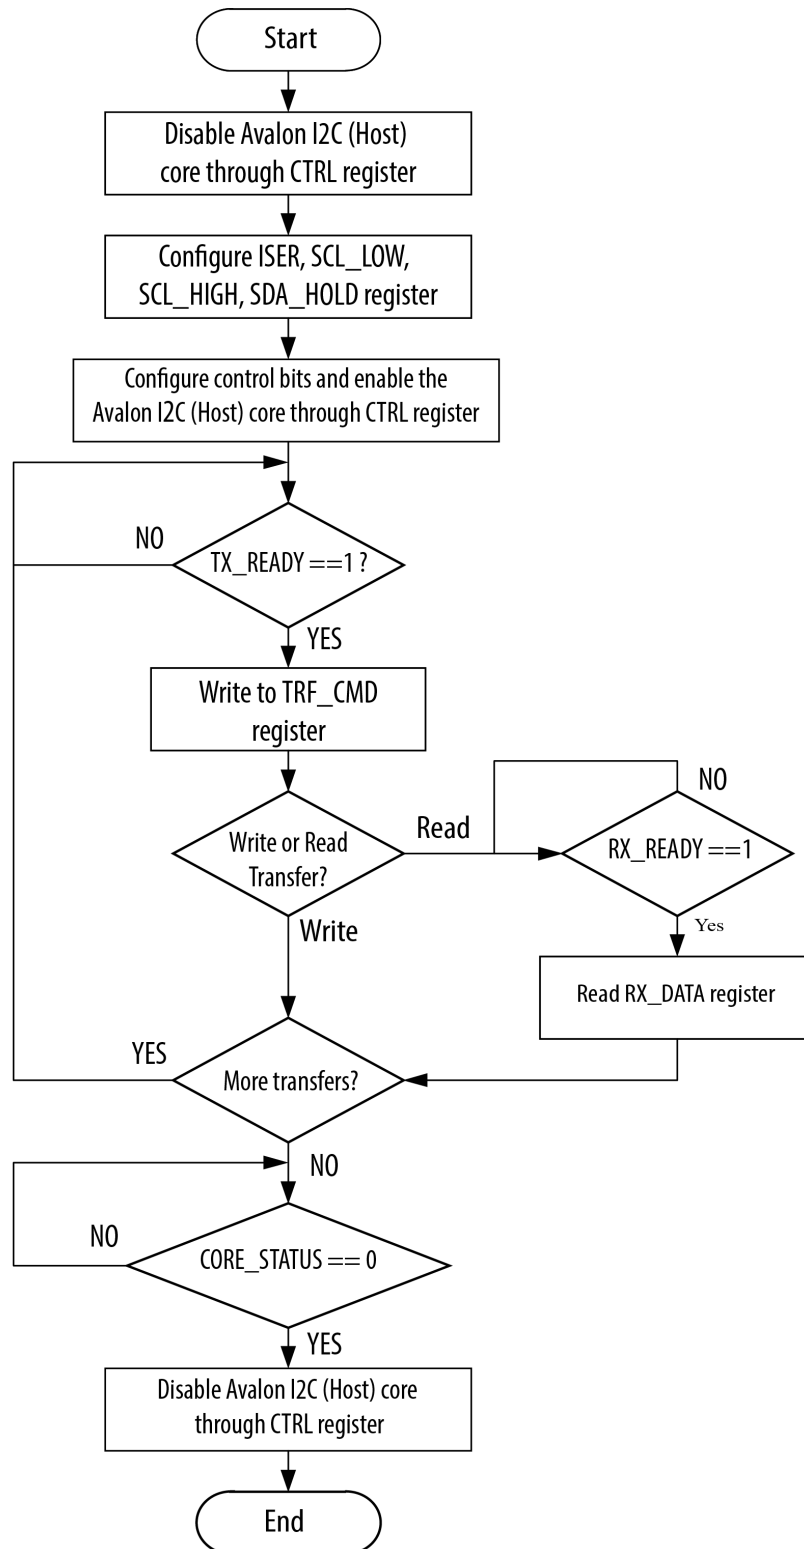 Start
Disable Avalon I2C (Host)
core through CTRL register
Configure ISER, SCL_LOW,
SCL_HIGH, SDA_HOLD register
Configure control bits and enable the
Avalon I2C (Host) core through CTRL register
NO
TX_READY ==1 ?
YES
Write to TRF_CMD
register
NO
Write or Read
Transfer?
Read
RX_READY ==1
Write
Yes
Read RX_DATA register
YES
More transfers?
NO
NO
CORE_STATUS == 0
YES
Disable Avalon I2C (Host) core
through CTRL register
End